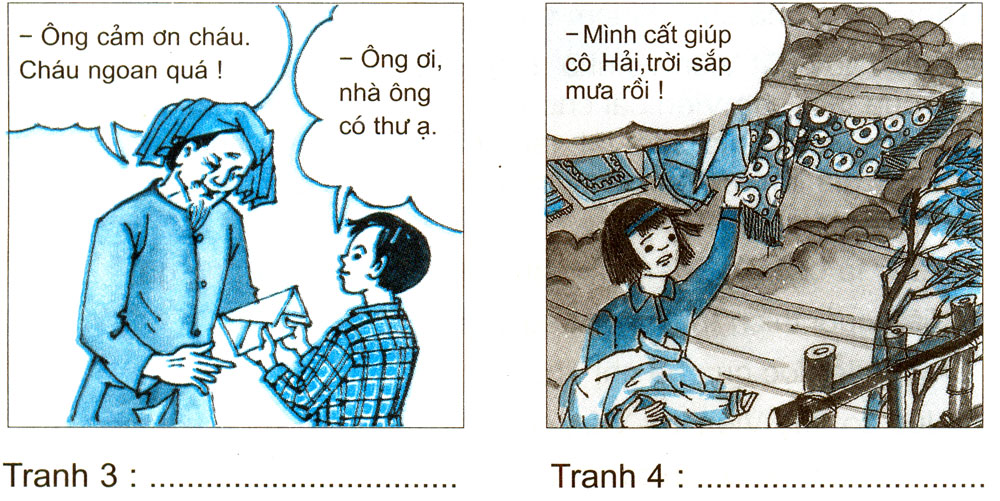 – Ông cảm ơn cháu.
Cháu ngoan quá !
– Ông ơi,
nhà ông
có thư ạ.
– Mình cất giúp
cô Hải,trời sắp
mưa rồi !
Tranh 3 : .................................
Tranh 4 : ...............................